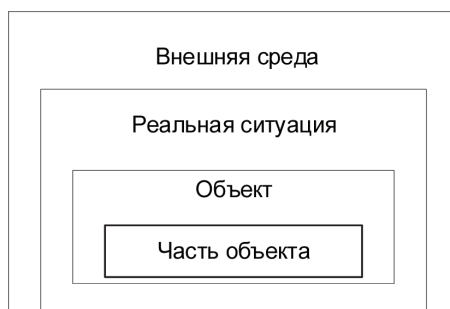 Внешняя среда
Реальная ситуация
Объект
Часть объекта